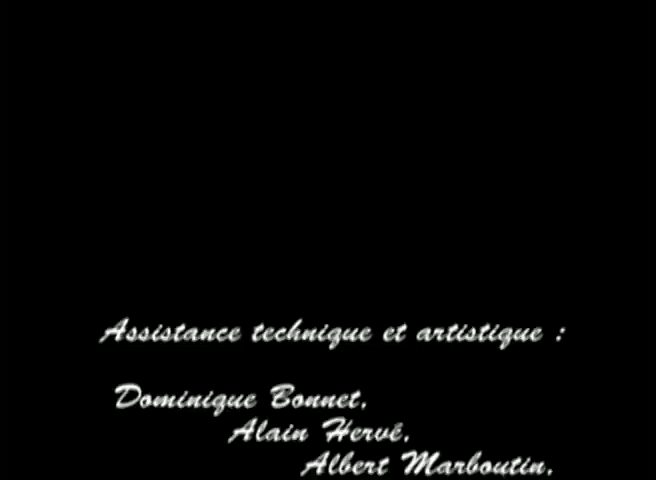 Assistance technique et artistique :
Dominique Bonnet,
Alain Hervé,
Albert Marboutin,